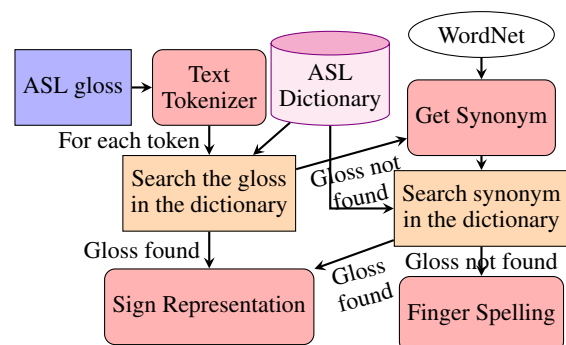 WordNet
ASL gloss
Text
Tokenizer
ASL
Dictionary
Get Synonym
For each token
Gloss not
found
Search the gloss
in the dictionary
Search synonym
in the dictionary
Gloss found
Gloss
found
Gloss not found
Sign Representation
Finger Spelling